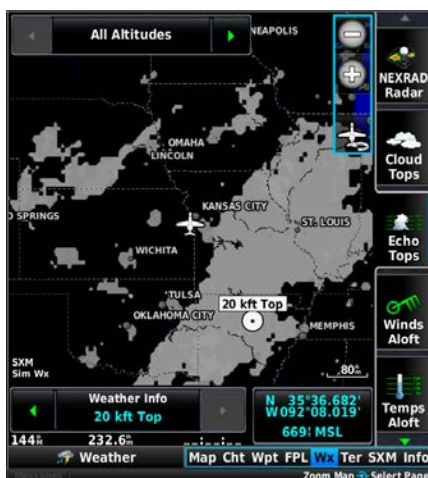 All Altitudes
NEAPOLIS
NEXRAD
Radar
OMAHA
LINCOLN
Cloud
Tops
O SPRINGS
KANSAS CITY
ST. LOUIS
WICHITA
Echo
Tops
TULSA
20 kft Top
OKLAHOMA CITY
MEMPHIS
Winds
Aloft
SXM
Sim Wx
80
Weather Info
20 kft Top
N 35°36.682'
W092°08.019'
669 MSL
Temps
Aloft
144
232.6
__:__:__
Weather
Map Cht Wpt FPL Wx Ter SXM Info
Zoom Map Select Page